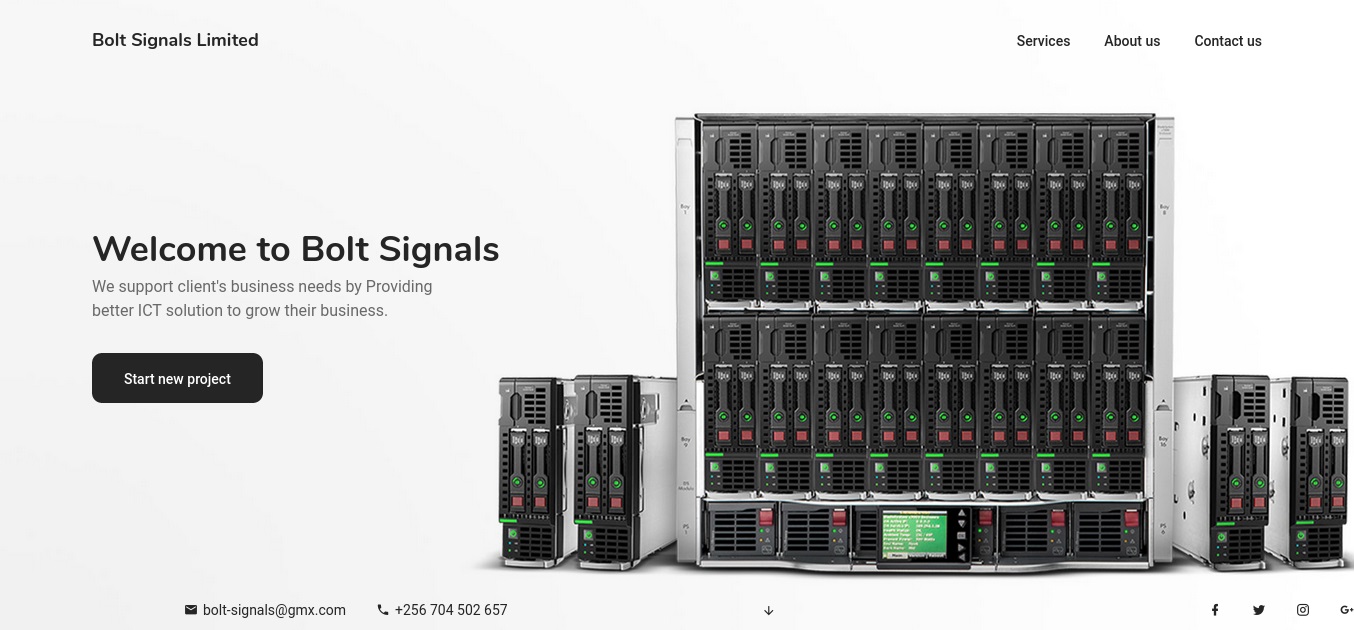 Bolt Signals Limited
Services
About us
Contact us
Welcome to Bolt Signals
We support client's business needs by Providing
better ICT solution to grow their business.
Start new project
bolt-signals@gmx.com
+256 704 502 657